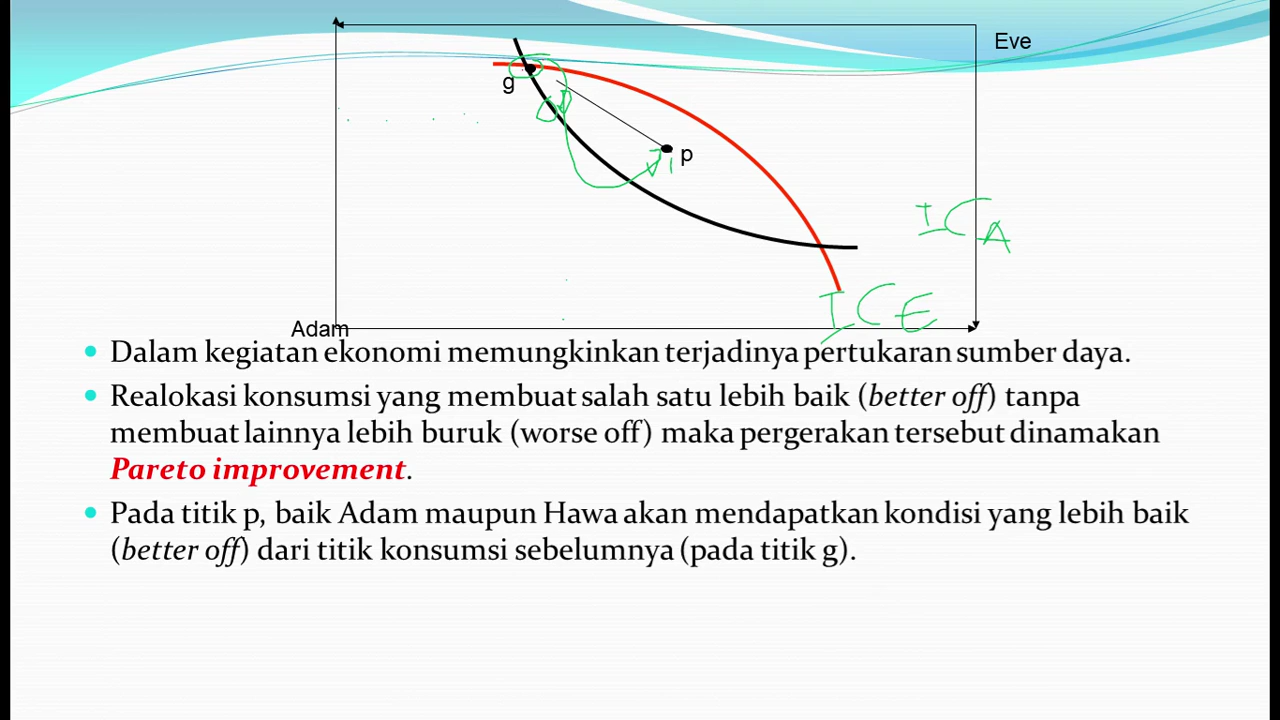 Eve
g
p
IC A
IC E
Adam
• Dalam kegiatan ekonomi memungkinkan terjadinya pertukaran sumber daya.
• Realokasi konsumsi yang membuat salah satu lebih baik (better off) tanpa
membuat lainnya lebih buruk (worse off) maka pergerakan tersebut dinamakan
Pareto improvement.
• Pada titik p, baik Adam maupun Hawa akan mendapatkan kondisi yang lebih baik
(better off) dari titik konsumsi sebelumnya (pada titik g).